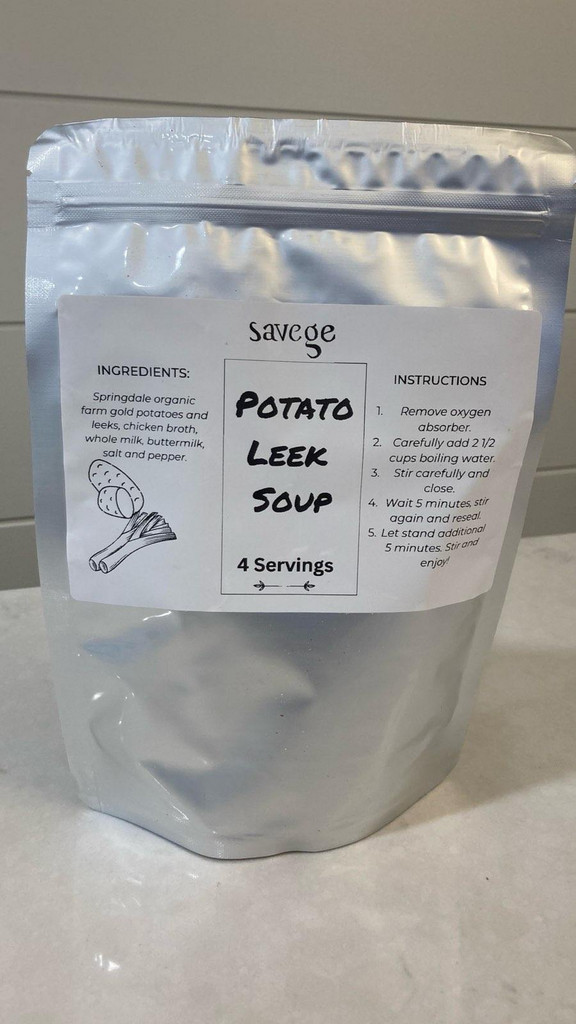 savege
INGREDIENTS:
Springdale organic
farm gold potatoes and
leeks, chicken broth,
whole milk, buttermilk,
salt and pepper.
POTATO
LEEK
SOUP
4 Servings
INSTRUCTIONS
1. Remove oxygen
absorber.
2. Carefully add 2 1/2
cups boiling water.
3. Stir carefully and
close.
4. Wait 5 minutes, stir
again and reseal.
5. Let stand additional
5 minutes. Stir and
enjoy!